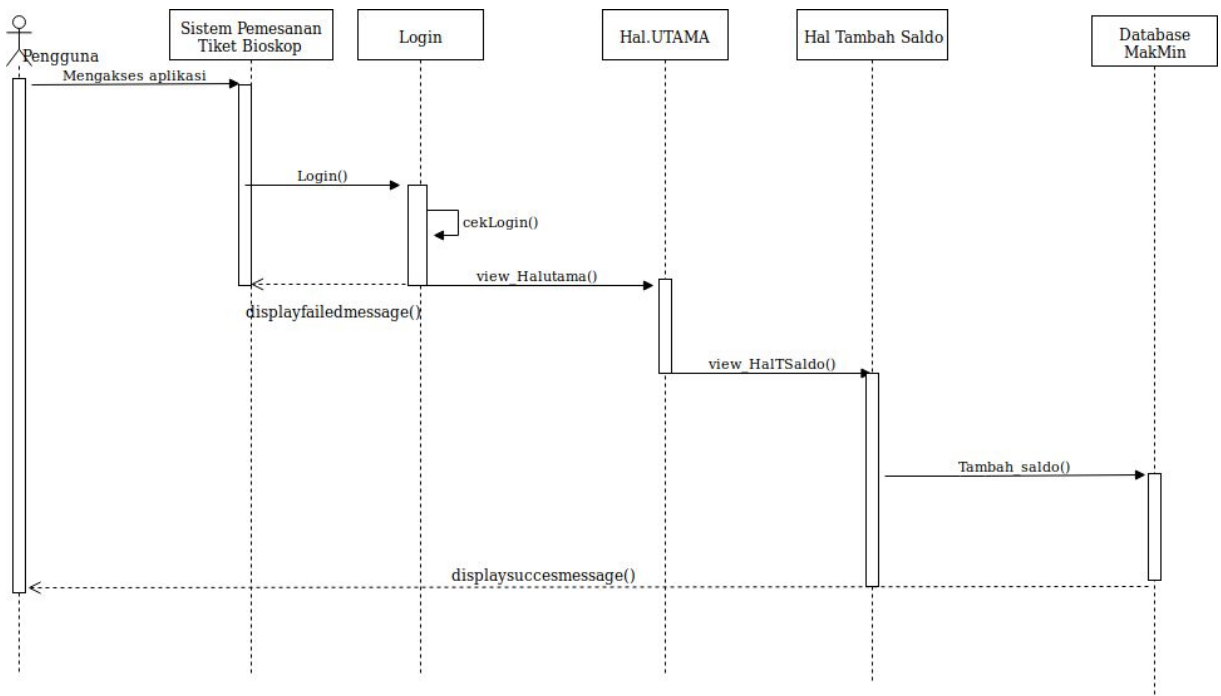 Sistem Pemesanan
Tiket Bioskop
Login
Hal.UTAMA
Hal Tambah Saldo
Database
MakMin
Pengguna
Mengakses aplikasi
Login()
cekLogin()
view_Halutama()
displayfailedmessage()
view_HalTSaldo()
Tambah_saldo()
displaysuccesmessage()